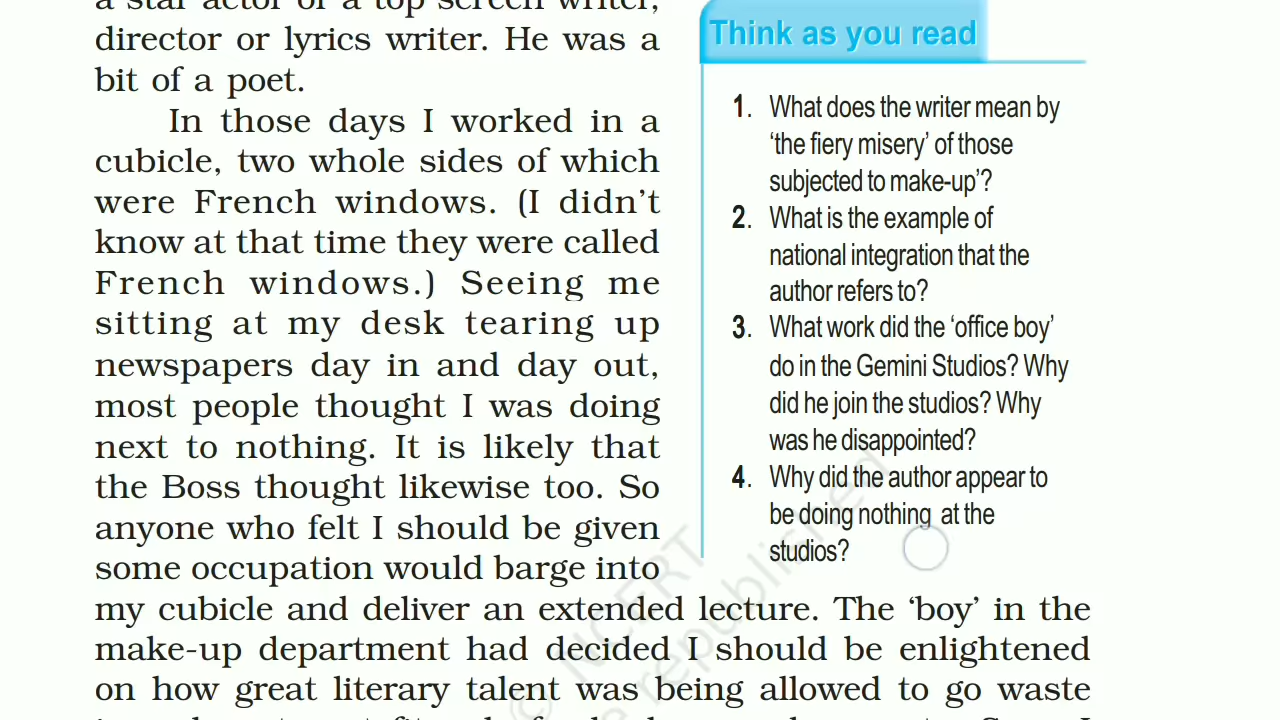 a star actor or a top screen writer,
director or lyrics writer. He was a
bit of a poet.
In those days I worked in a
cubicle, two whole sides of which
were French windows. (I didn't
know at that time they were called
French windows.) Seeing me
sitting at my desk tearing up
newspapers day in and day out,
most people thought I was doing
next to nothing. It is likely that
the Boss thought likewise too. So
anyone who felt I should be given
some occupation would barge into
my cubicle and deliver an extended lecture. The ‘boy’ in the
make-up department had decided I should be enlightened
on how great literary talent was being allowed to go waste
Think as you read
1. What does the writer mean by
‘the fiery misery’ of those
subjected to make-up’?
2. What is the example of
national integration that the
author refers to?
3. What work did the ‘office boy’
do in the Gemini Studios? Why
did he join the studios? Why
was he disappointed?
4. Why did the author appear to
be doing nothing at the
studios?
© NCERT
republished